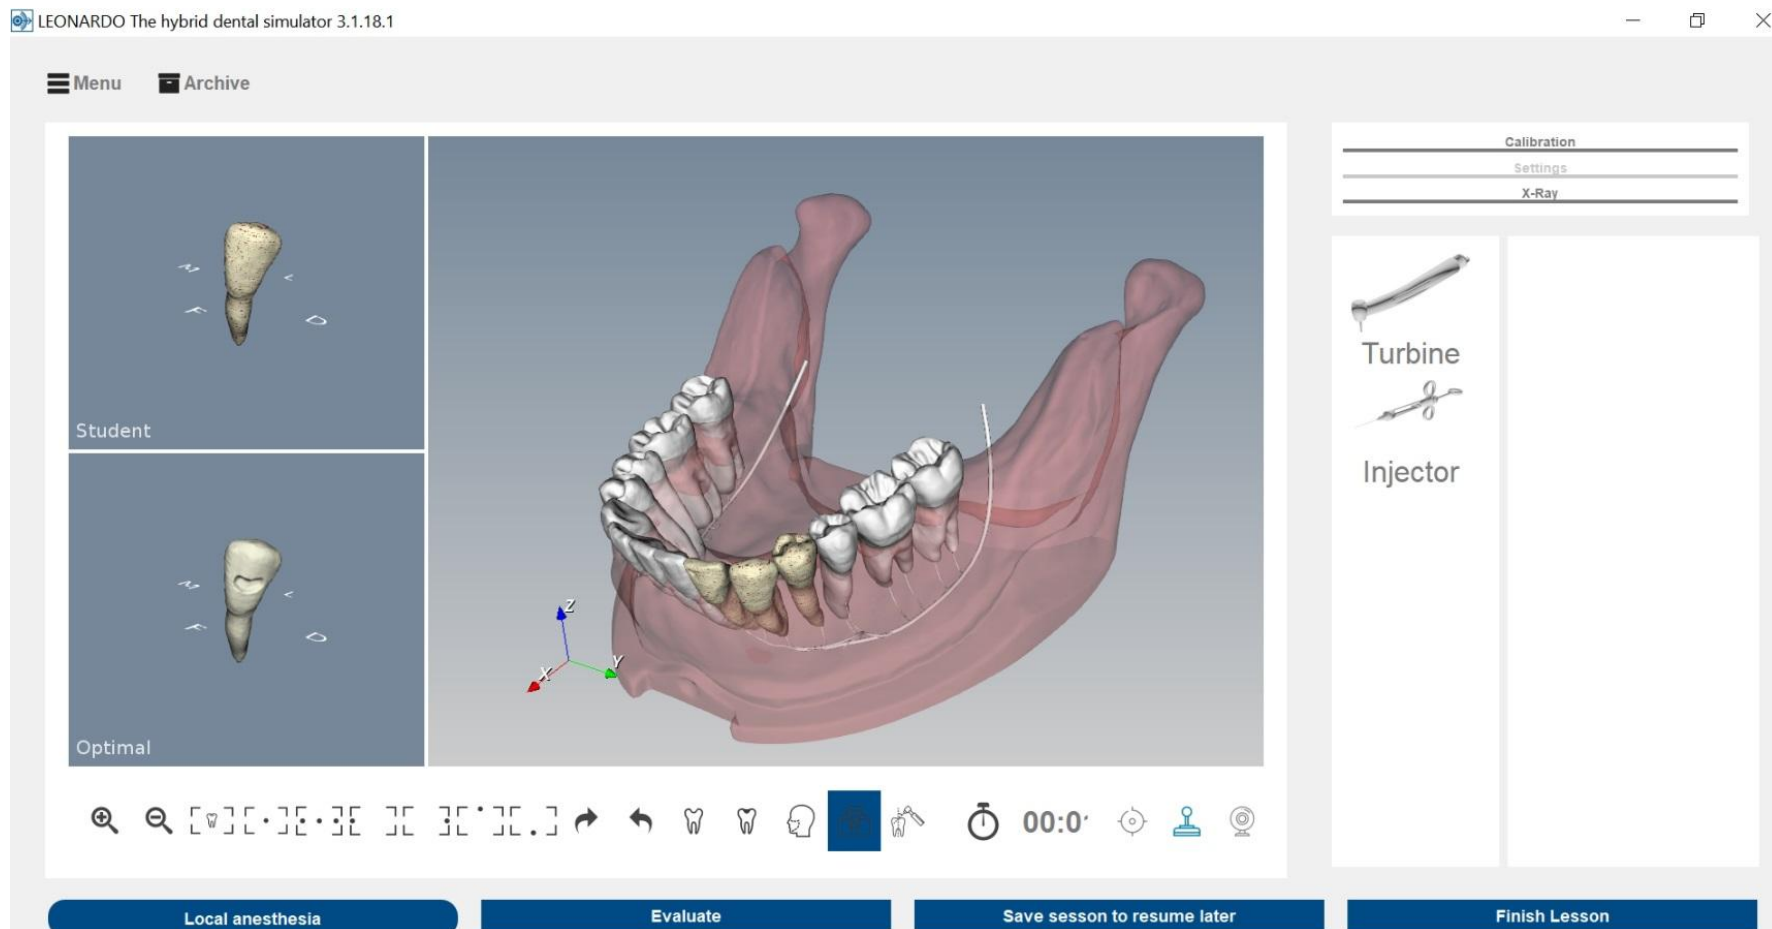 LEONARDO The hybrid dental simulator 3.1.18.1
Menu
Archive
Student
Optimal
Z
X
Y
Calibration
Settings
X-Ray
Turbine
Injector
00:0
Local anesthesia
Evaluate
Save sesson to resume later
Finish Lesson